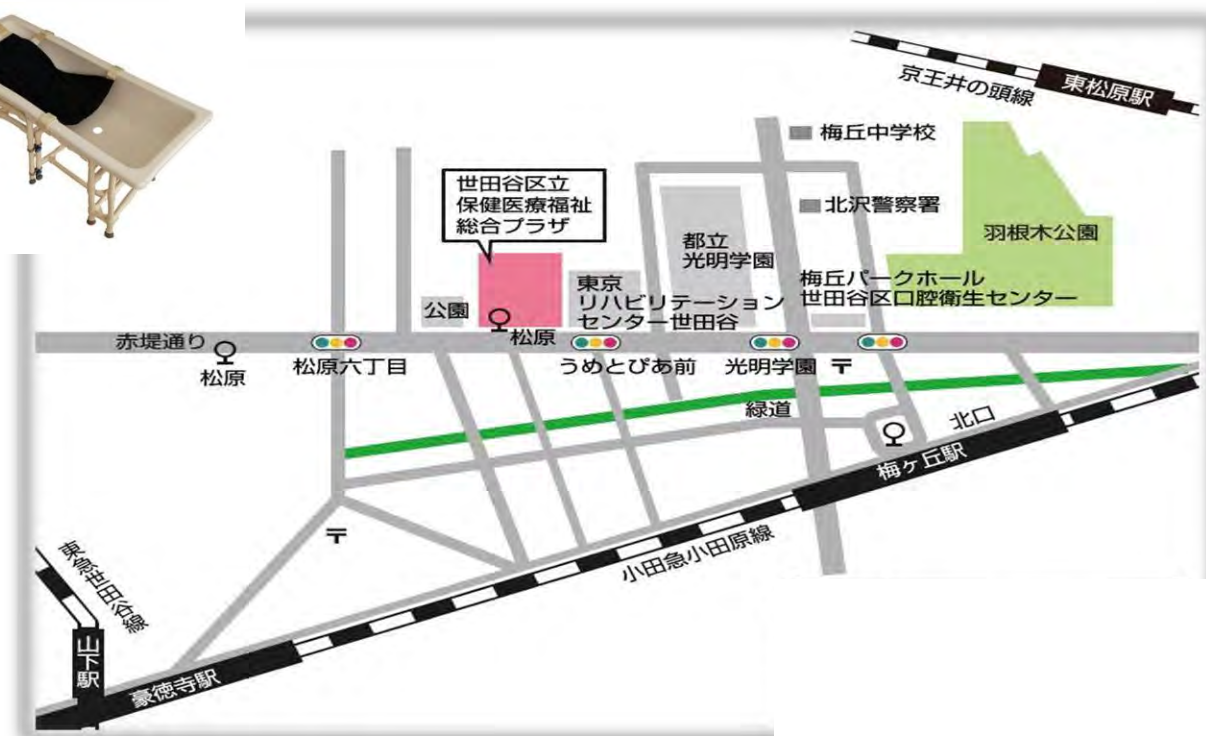 京王井の頭線
東松原駅
梅丘中学校
世田谷区立
保健医療福祉
総合プラザ
北沢警察署
羽根木公園
都立
光明学園
梅丘パークホール
世田谷区口腔衛生センター
東京
リハビリテーション
センター世田谷
公園
松原
赤堤通り
松原
松原六丁目
うめとぴあ前
光明学園
〒
緑道
北口
梅ヶ丘駅
〒
小田急小田原線
東急世田谷線
山下駅
豪徳寺駅